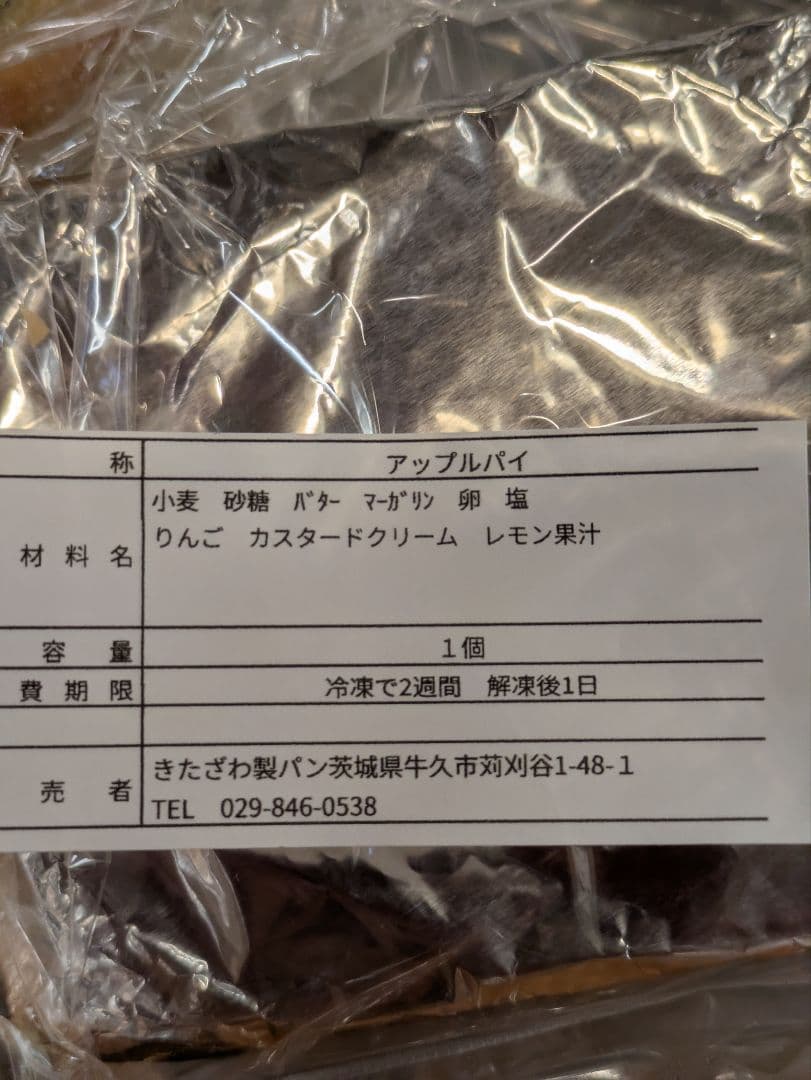 称 アップルパイ
材 料 名 小麦 砂糖 ﾊﾞﾀｰ ﾏｰｶﾞﾘﾝ 卵 塩
りんご カスタードクリーム レモン果汁
容 量 1個
費 期 限 冷凍で2週間 解凍後1日
売 者 きたざわ製パン茨城県牛久市苅刈谷1-48-１
TEL 029-846-0538